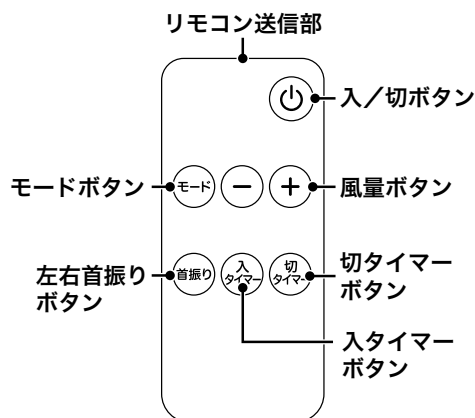 リモコン送信部
入／切ボタン
モードボタン
モード
風量ボタン
左右首振り
ボタン
首振り
入
タイマー
切
タイマー
切タイマー
ボタン
入タイマー
ボタン